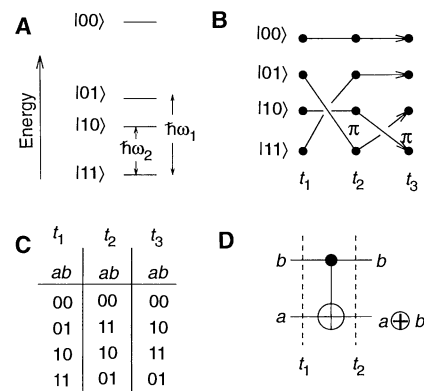 A
|00⟩
|01⟩
|10⟩
|11⟩
Energy
ħω₂
ħω₁
B
|00⟩
|01⟩
|10⟩
|11⟩
π
π
t₁ t₂ t₃
C
t₁ t₂ t₃
ab ab ab
00 00 00
01 11 10
10 10 11
11 01 01
D
b b
a a ⊕ b
t₁ t₂